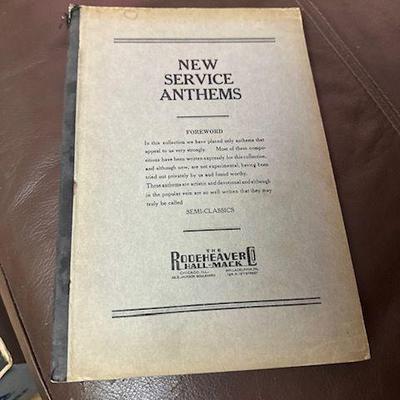 NEW
SERVICE
ANTHEMS
FOREWORD
In this collection we have placed only anthems that
appeal to us very strongly. Most of these compo-
sitions have been written expressly for this collection,
and although new, are not experimental, having been
tried out privately by us and found worthy.
These anthems are artistic and devotional and although
in the popular vein are so well written that they may
truly be called
SEMI-CLASSICS
THE
RODEHEAVER CO
HALL-MACK
CHICAGO, ILL.
PHILADELPHIA, PA.